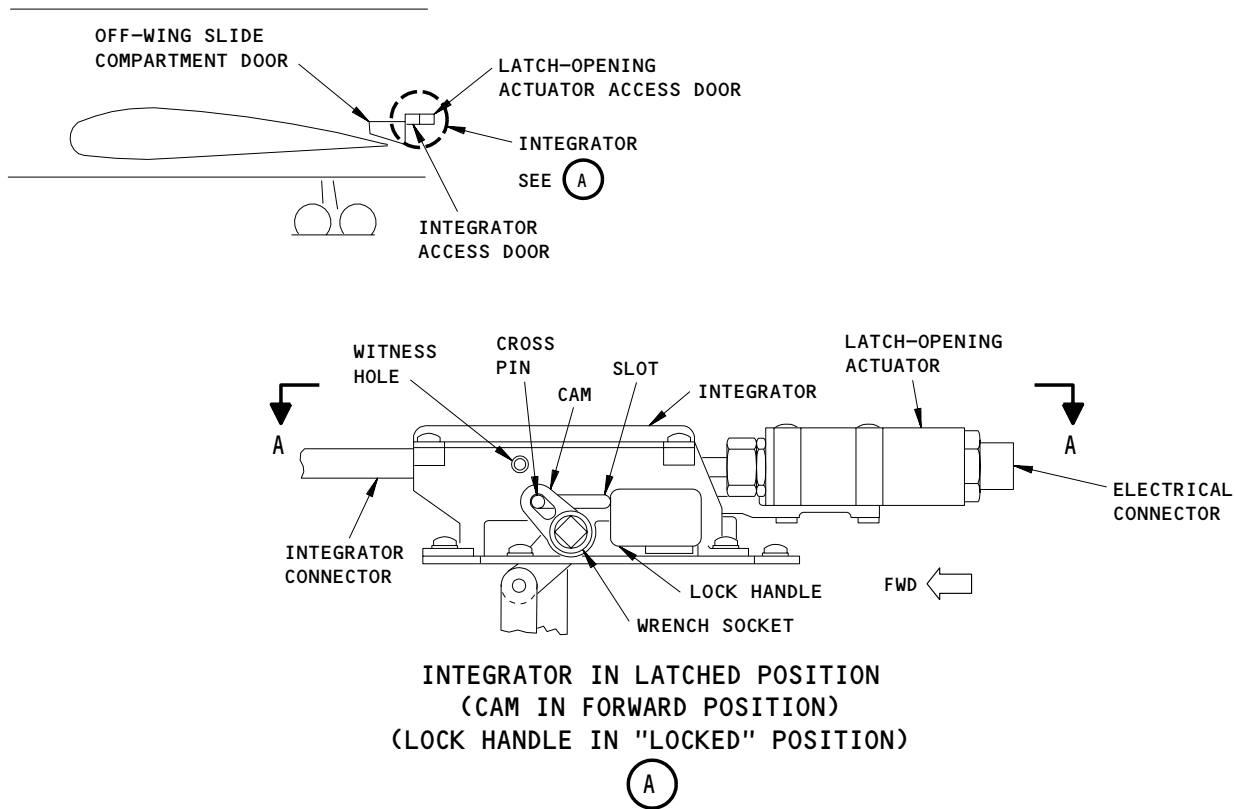 OFF-WING SLIDE
COMPARTMENT DOOR
LATCH-OPENING
ACTUATOR ACCESS DOOR
INTEGRATOR
SEE A
INTEGRATOR
ACCESS DOOR
WITNESS
HOLE
CROSS
PIN
CAM
SLOT
INTEGRATOR
LATCH-OPENING
ACTUATOR
A
A
ELECTRICAL
CONNECTOR
INTEGRATOR
CONNECTOR
LOCK HANDLE
FWD
WRENCH SOCKET
INTEGRATOR IN LATCHED POSITION
(CAM IN FORWARD POSITION)
(LOCK HANDLE IN "LOCKED" POSITION)
A